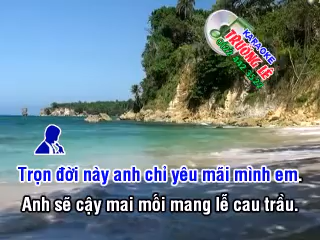 KARAOKE
TRƯỜNG LÊ
Trọn đời này anh chỉ yêu mãi mình em.
Anh sẽ cậy mai mối mang lễ cau trầu.